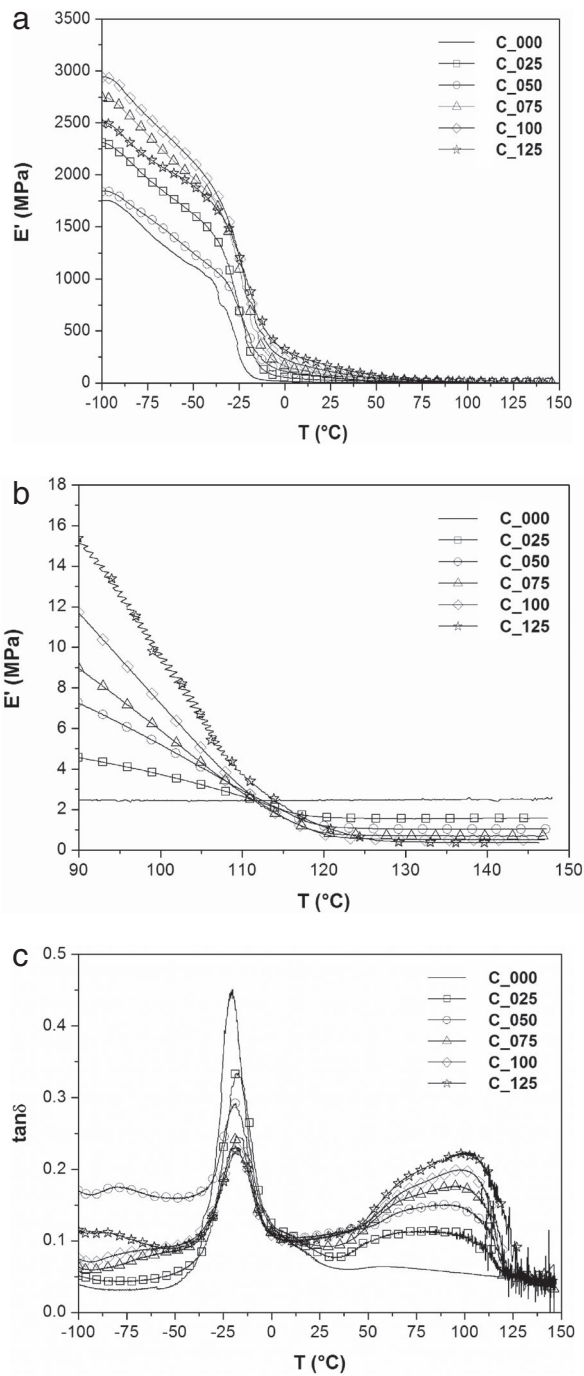 a
3500
3000
2500
2000
1500
1000
500
0
E' (MPa)
C_000
C_025
C_050
C_075
C_100
C_125
-100 -75 -50 -25 0 25 50 75 100 125 150
T (°C)
b
18
16
14
12
10
8
6
4
2
0
E' (MPa)
C_000
C_025
C_050
C_075
C_100
C_125
90 100 110 120 130 140 150
T (°C)
c
0.5
0.4
0.3
0.2
0.1
0.0
tanδ
C_000
C_025
C_050
C_075
C_100
C_125
-100 -75 -50 -25 0 25 50 75 100 125 150
T (°C)